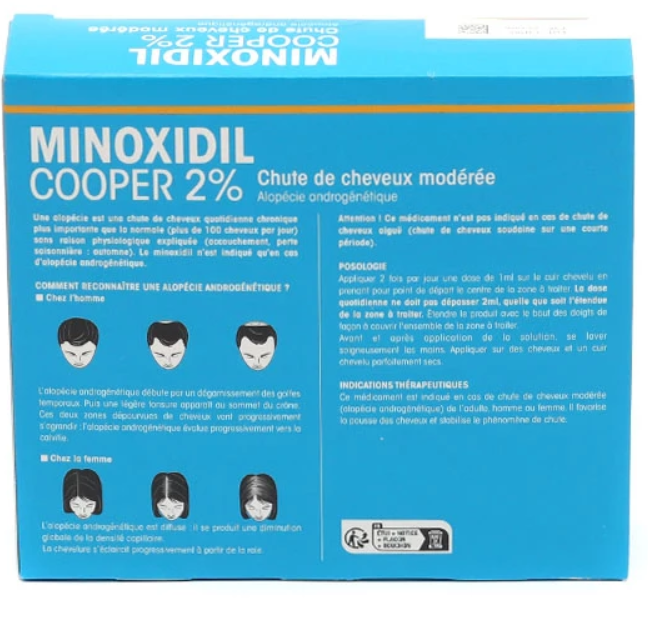 Chute de cheveux modérée
COOPER 2%
MINOXIDIL
MINOXIDIL
COOPER 2%
Chute de cheveux modérée
Alopécie androgénétique
Une alopécie est une chute de cheveux quotidienne chronique
plus importante que la normale (plus de 100 cheveux par jour)
sans raison physiologique expliquée (accouchement, perte
saisonnière : automne). Le minoxidil n'est indiqué qu'en cas
d'alopécie androgénétique.
COMMENT RECONNAÎTRE UNE ALOPÉCIE ANDROGÉNÉTIQUE ?
Chez l'homme
L'alopécie androgénétique débute par un dégarnissement des golfes
temporaux. Puis une légère tonsure apparaît au sommet du crâne.
Ces deux zones dépourvues de cheveux vont progressivement
s'agrandir : l'alopécie androgénétique évolue progressivement vers la
calvitie.
Chez la femme
L'alopécie androgénétique est diffuse : il se produit une diminution
globale de la densité capillaire.
La chevelure s'éclaircit progressivement à partir de la raie.
Attention ! Ce médicament n'est pas indiqué en cas de chute de
cheveux aiguë (chute de cheveux soudaine sur une courte
période).
POSOLOGIE
Appliquer 2 fois par jour une dose de 1ml sur le cuir chevelu en
prenant pour point de départ le centre de la zone à traiter. La dose
quotidienne ne doit pas dépasser 2ml, quelle que soit l'étendue
de la zone à traiter. Étendre le produit avec le bout des doigts de
façon à couvrir l'ensemble de la zone à traiter.
Avant et après application de la solution, se laver
soigneusement les mains. Appliquer sur des cheveux et un cuir
chevelu parfaitement secs.
INDICATIONS THÉRAPEUTIQUES
Ce médicament est indiqué en cas de chute de cheveux modérée
(alopécie androgénétique) de l'adulte, homme ou femme. Il favorise
la pousse des cheveux et stabilise le phénomène de chute.
FR
ÉTUI + NOTICE
+ FLACON
+ BOUCHON